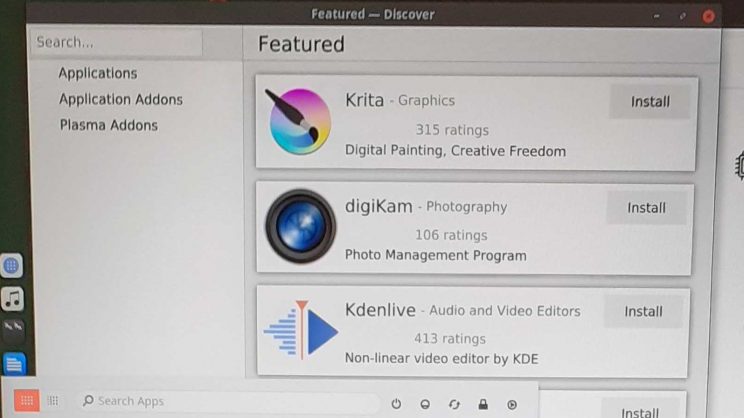 Featured — Discover
Search...
Featured
Applications
Application Addons
Plasma Addons
Krita - Graphics
Install
315 ratings
Digital Painting, Creative Freedom
digiKam - Photography
Install
106 ratings
Photo Management Program
Kdenlive - Audio and Video Editors
Install
413 ratings
Non-linear video editor by KDE
Search Apps
Install